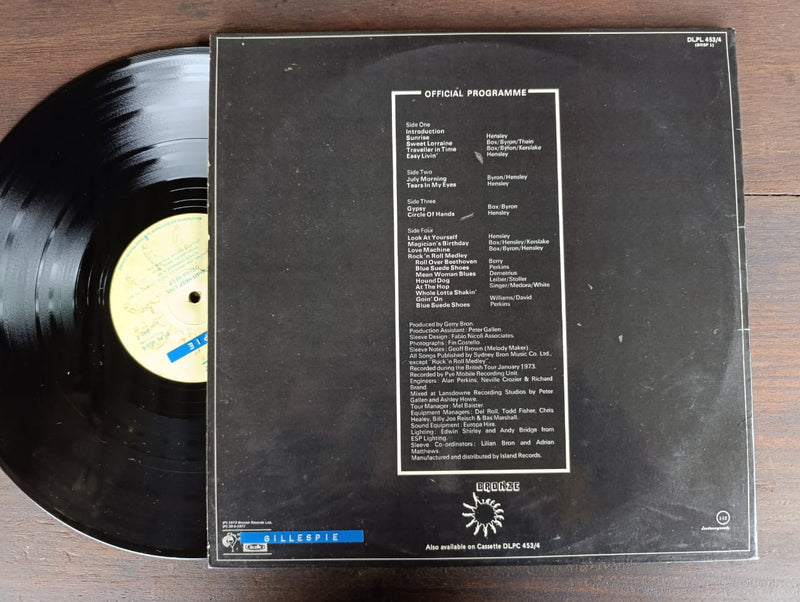 DLPL 453/4
(BRSP 1)
OFFICIAL PROGRAMME
Side One
Introduction
Sunrise Hensley
Sweet Lorraine Box/Byron/Thain
Traveller in Time Box/Byron/Kerslake
Easy Livin' Hensley
Side Two
July Morning Byron/Hensley
Tears In My Eyes Hensley
Side Three
Gypsy Box/Byron
Circle Of Hands Hensley
Side Four
Look At Yourself Hensley
Magician's Birthday Box/Hensley/Kerslake
Love Machine Box/Byron/Hensley
Rock 'n Roll Medley
Roll Over Beethoven Berry
Blue Suede Shoes Perkins
Mean Woman Blues Demetrius
Hound Dog Leiber/Stoller
At The Hop Singer/Medora/White
Whole Lotta Shakin'
Goin' On Williams/David
Blue Suede Shoes Perkins
Produced by Gerry Bron.
Production Assistant : Peter Gallen.
Sleeve Design : Fabio Nicoli Associates.
Photographs : Fin Costello.
Sleeve Notes : Geoff Brown (Melody Maker).
All Songs Published by Sydney Bron Music Co. Ltd.,
except "Rock 'n Roll Medley".
Recorded during the British Tour January 1973.
Recorded by Pye Mobile Recording Unit.
Engineers : Alan Perkins, Neville Crozier & Richard
Brand.
Mixed at Lansdowne Recording Studios by Peter
Gallen and Ashley Howe.
Tour Manager : Mel Baister.
Equipment Managers : Del Roll, Todd Fisher, Chris
Healey, Billy Joe Reisch & Bas Marshall.
Sound Equipment : Europa Hire.
Lighting : Edwin Shirley and Andy Bridge from
ESP Lighting.
Sleeve Co-ordinators : Lilian Bron and Adrian
Matthews.
Manufactured and distributed by Island Records.
BRONZE
GILLESPIE
Also available on Cassette DLPC 453/4
PIE